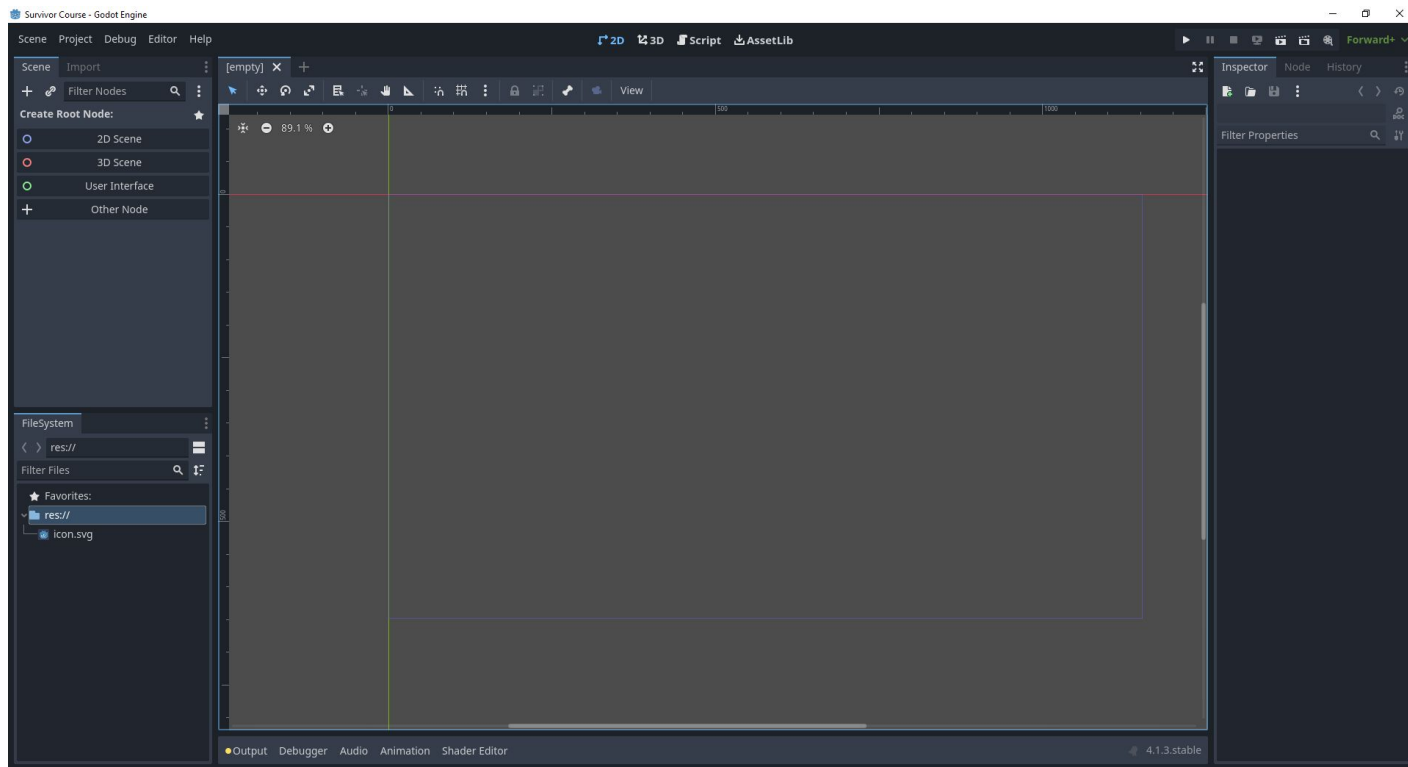 Survivor Course - Godot Engine
Scene Project Debug Editor Help
2D 3D Script AssetLib
Forward+
Scene Import
Filter Nodes
Create Root Node:
2D Scene
3D Scene
User Interface
Other Node
FileSystem
res://
Filter Files
Favorites:
res://
icon.svg
[empty]
View
0 500 1000
89.1 %
0
500
Output Debugger Audio Animation Shader Editor
4.1.3.stable
Inspector Node History
DOC
Filter Properties